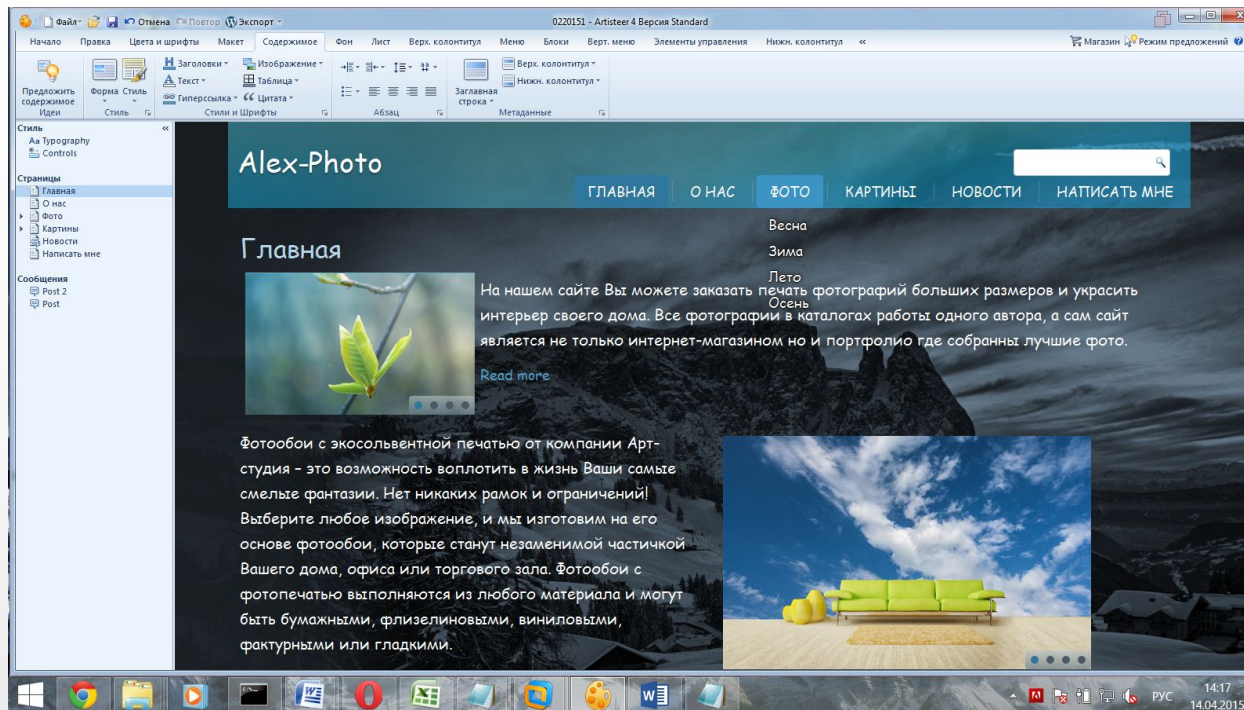 Файл Отмена Повтор Экспорт 0220151 - Artisteer 4 Версия Standard
Начало Правка Цвета и шрифты Макет Содержимое Фон Лист Верх. колонтитул Меню Блоки Верт. меню Элементы управления Нижн. колонтитул « Магазин Режим предложений
Предложить содержимое
Идеи
Форма Стиль
Стиль
Заголовки Изображение
Текст Таблица
Гиперссылка Цитата
Стили и Шрифты
Абзац
Заглавная строка
Верх. колонтитул
Нижн. колонтитул
Метаданные
Стиль «
Typography
Controls
Страницы
Главная
О нас
Фото
Картины
Новости
Написать мне
Сообщения
Post 2
Post
Alex-Photo
ГЛАВНАЯ О НАС ФОТО КАРТИНЫ НОВОСТИ НАПИСАТЬ МНЕ
Весна
Зима
Лето
Осень
Главная
На нашем сайте Вы можете заказать печать фотографий больших размеров и украсить
интерьер своего дома. Все фотографии в каталогах работы одного автора, а сам сайт
является не только интернет-магазином но и портфолио где собранны лучшие фото.
Read more
Фотообои с экосольвентной печатью от компании Арт-
студия – это возможность воплотить в жизнь Ваши самые
смелые фантазии. Нет никаких рамок и ограничений!
Выберите любое изображение, и мы изготовим на его
основе фотообои, которые станут незаменимой частичкой
Вашего дома, офиса или торгового зала. Фотообои с
фотопечатью выполняются из любого материала и могут
быть бумажными, флизелиновыми, виниловыми,
фактурными или гладкими.
РУС 14:17
14.04.2015